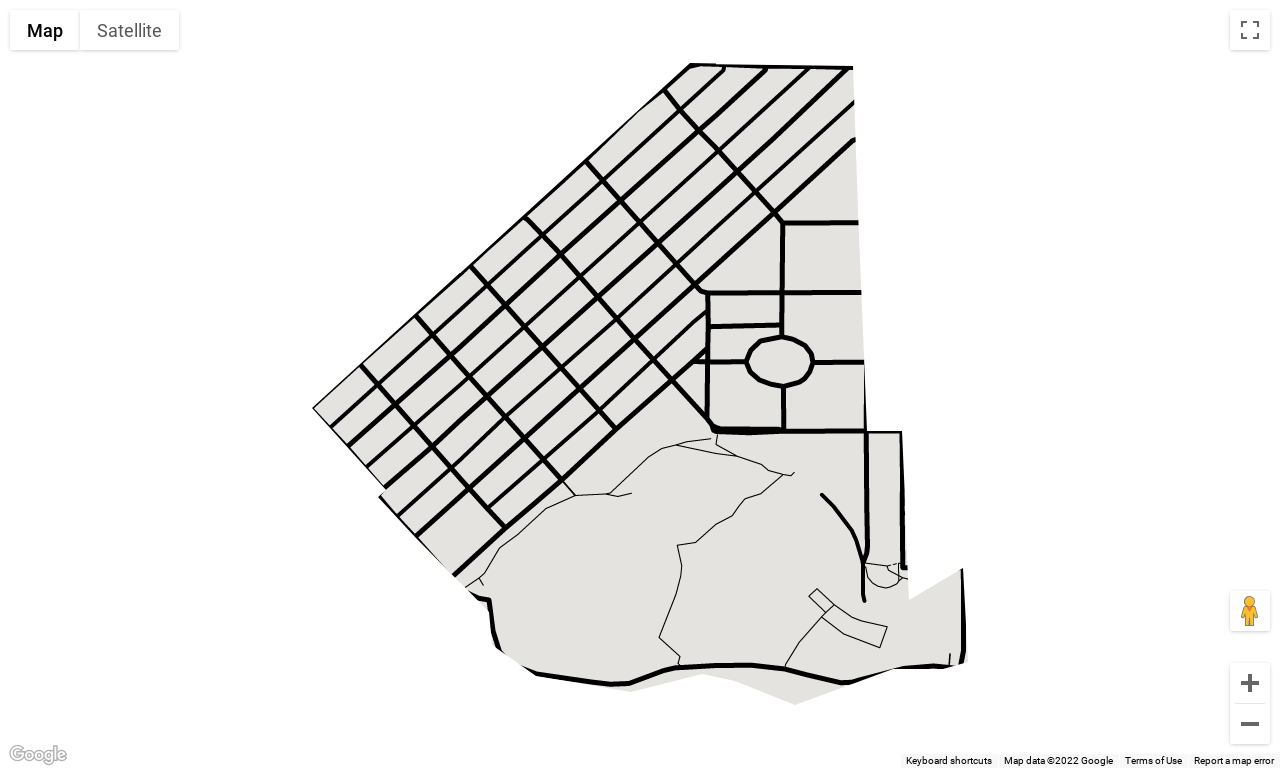 Map Satellite
Google
Keyboard shortcuts Map data ©2022 Google Terms of Use Report a map error